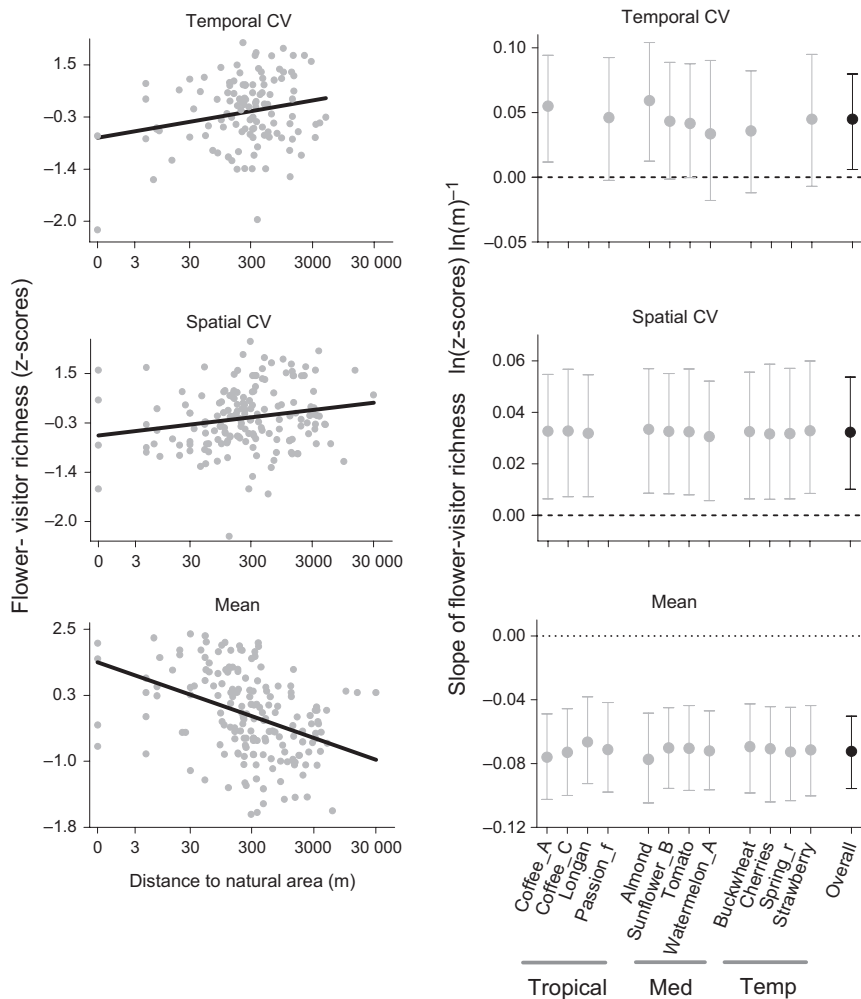 Temporal CV
1.5
−0.3
−1.4
−2.0
0 3 30 300 3000 30 000
Spatial CV
1.5
−0.3
−1.4
−2.0
0 3 30 300 3000 30 000
Mean
2.5
0.3
−1.0
−1.8
0 3 30 300 3000 30 000
Distance to natural area (m)
Flower- visitor richness (z-scores)
Temporal CV
0.10
0.05
0.00
−0.05
Spatial CV
0.06
0.04
0.02
0.00
Mean
0.00
−0.04
−0.08
−0.12
Slope of flower-visitor richness ln(z-scores) ln(m)⁻¹
Coffee_A
Coffee_C
Longan
Passion_f
Almond
Sunflower_B
Tomato
Watermelon_A
Buckwheat
Cherries
Spring_r
Strawberry
Overall
Tropical Med Temp